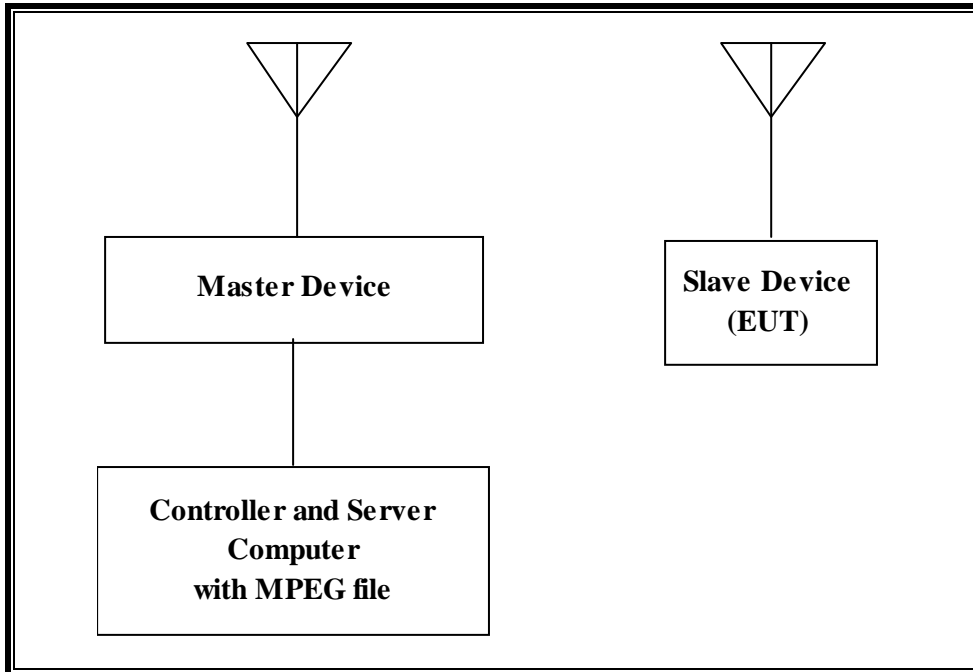 Master Device
Slave Device
(EUT)
Controller and Server
Computer
with MPEG file